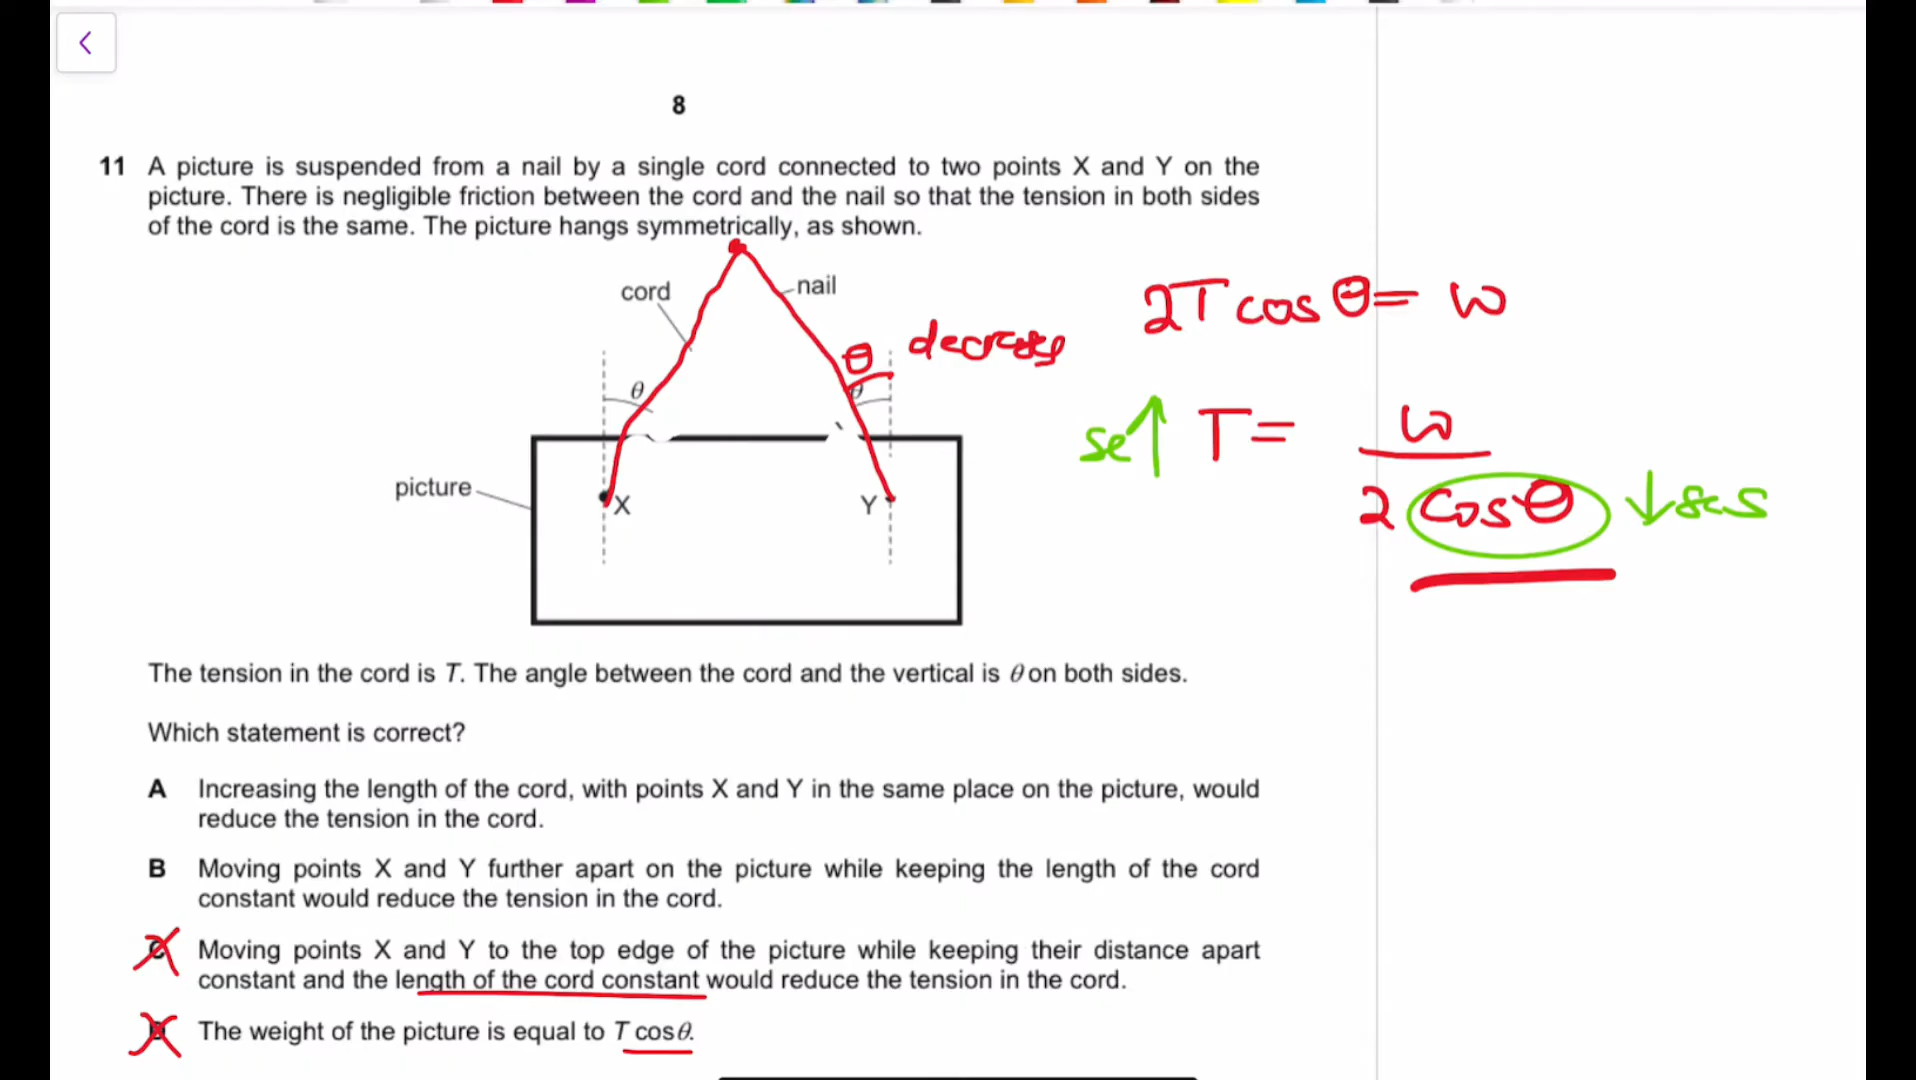 8
11 A picture is suspended from a nail by a single cord connected to two points X and Y on the
picture. There is negligible friction between the cord and the nail so that the tension in both sides
of the cord is the same. The picture hangs symmetrically, as shown.
cord
nail
θ
θ
θ
picture
X
Y
2T cos θ = W
T = W
2 cos θ
The tension in the cord is T. The angle between the cord and the vertical is θ on both sides.
Which statement is correct?
A Increasing the length of the cord, with points X and Y in the same place on the picture, would
reduce the tension in the cord.
B Moving points X and Y further apart on the picture while keeping the length of the cord
constant would reduce the tension in the cord.
Moving points X and Y to the top edge of the picture while keeping their distance apart
constant and the length of the cord constant would reduce the tension in the cord.
The weight of the picture is equal to T cos θ.